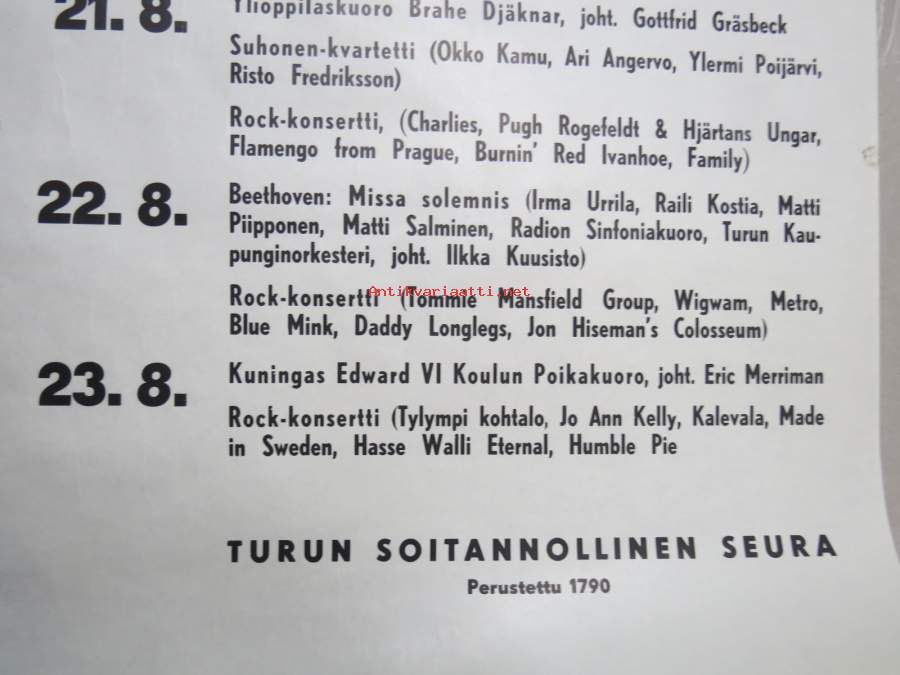 21. 8.
Ylioppilaskuoro Brahe Djäknar, joht. Gottfrid Gräsbeck
Suhonen-kvartetti (Okko Kamu, Ari Angervo, Ylermi Poijärvi,
Risto Fredriksson)
Rock-konsertti, (Charlies, Pugh Rogefeldt & Hjärtans Ungar,
Flamengo from Prague, Burnin' Red Ivanhoe, Family)
22. 8.
Beethoven: Missa solemnis (Irma Urrila, Raili Kostia, Matti
Piipponen, Matti Salminen, Radion Sinfoniakuoro, Turun Kau-
punginorkesteri, joht. Ilkka Kuusisto)
Antikvariaatti.net
Rock-konsertti (Tommie Mansfield Group, Wigwam, Metro,
Blue Mink, Daddy Longlegs, Jon Hiseman's Colosseum)
23. 8.
Kuningas Edward VI Koulun Poikakuoro, joht. Eric Merriman
Rock-konsertti (Tylympi kohtalo, Jo Ann Kelly, Kalevala, Made
in Sweden, Hasse Walli Eternal, Humble Pie
TURUN SOITANNOLLINEN SEURA
Perustettu 1790